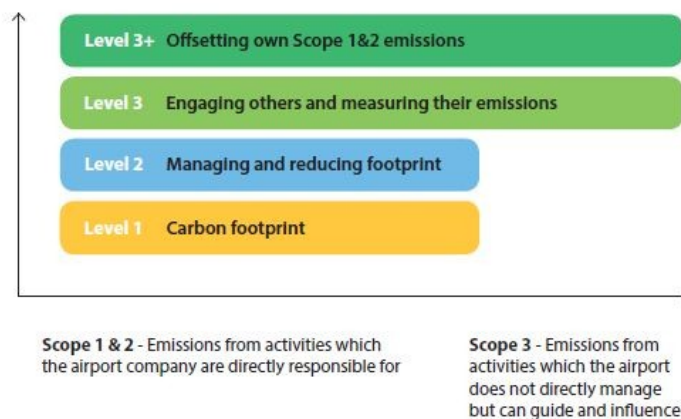 Level 3+ Offsetting own Scope 1&2 emissions
Level 3 Engaging others and measuring their emissions
Level 2 Managing and reducing footprint
Level 1 Carbon footprint
Scope 1 & 2 - Emissions from activities which
the airport company are directly responsible for
Scope 3 - Emissions from
activities which the airport
does not directly manage
but can guide and influence